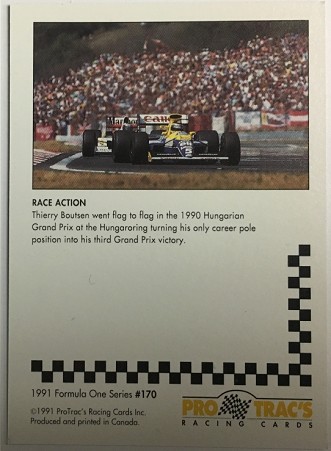 RACE ACTION
Thierry Boutsen went flag to flag in the 1990 Hungarian
Grand Prix at the Hungaroring turning his only career pole
position into his third Grand Prix victory.
1991 Formula One Series #170
©1991 ProTrac's Racing Cards Inc.
Produced and printed in Canada.
PRO TRAC'S
RACING CARDS